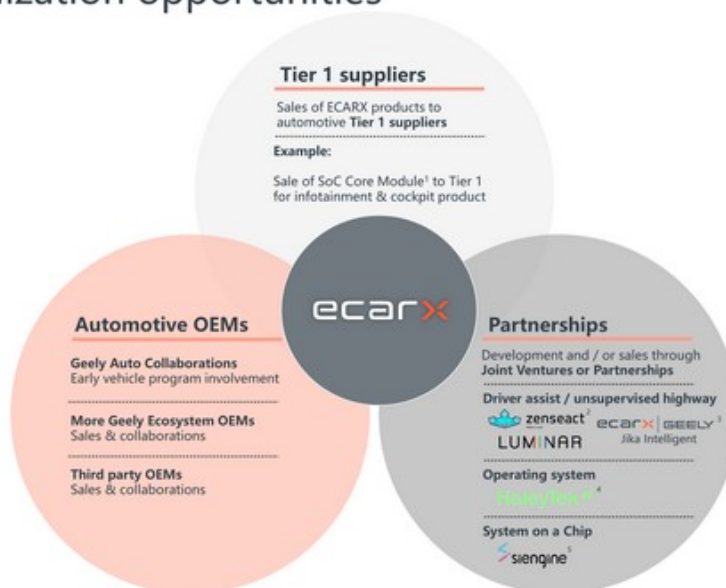 ization opportunities
Tier 1 suppliers
Sales of ECARX products to
automotive Tier 1 suppliers
Example:
Sale of SoC Core Module¹ to Tier 1
for infotainment & cockpit product
ecarx
Automotive OEMs
Geely Auto Collaborations
Early vehicle program involvement
More Geely Ecosystem OEMs
Sales & collaborations
Third party OEMs
Sales & collaborations
Partnerships
Development and / or sales through
Joint Ventures or Partnerships
Driver assist / unsupervised highway
zenseact²
ecarx | GEELY³
LUMINAR
Jika Intelligent
Operating system
HaleyTek⁴
System on a Chip
siengine⁵